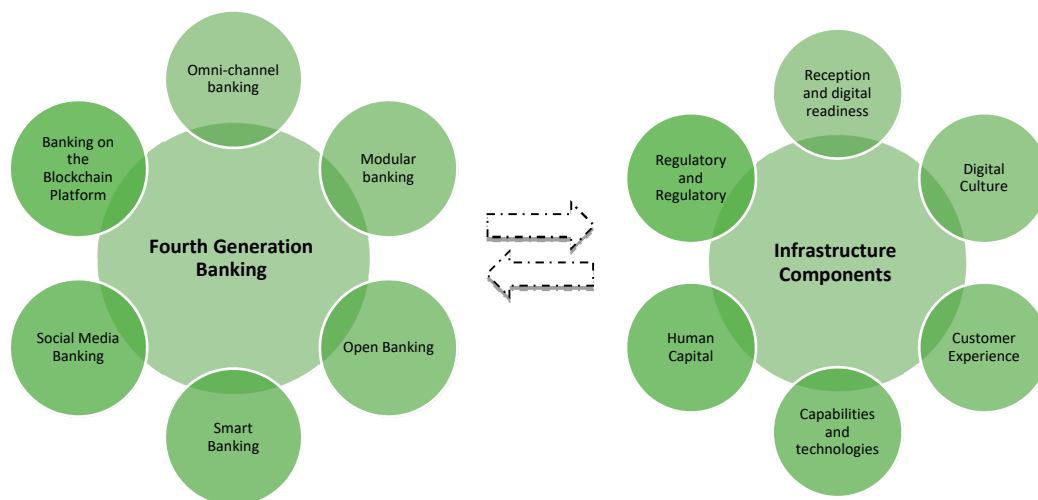 Omni-channel
banking
Modular
banking
Open Banking
Smart
Banking
Social Media
Banking
Banking on
the
Blockchain
Platform
Fourth Generation
Banking
Reception
and digital
readiness
Digital
Culture
Customer
Experience
Capabilities and
technologies
Human
Capital
Regulatory
and
Regulatory
Infrastructure
Components